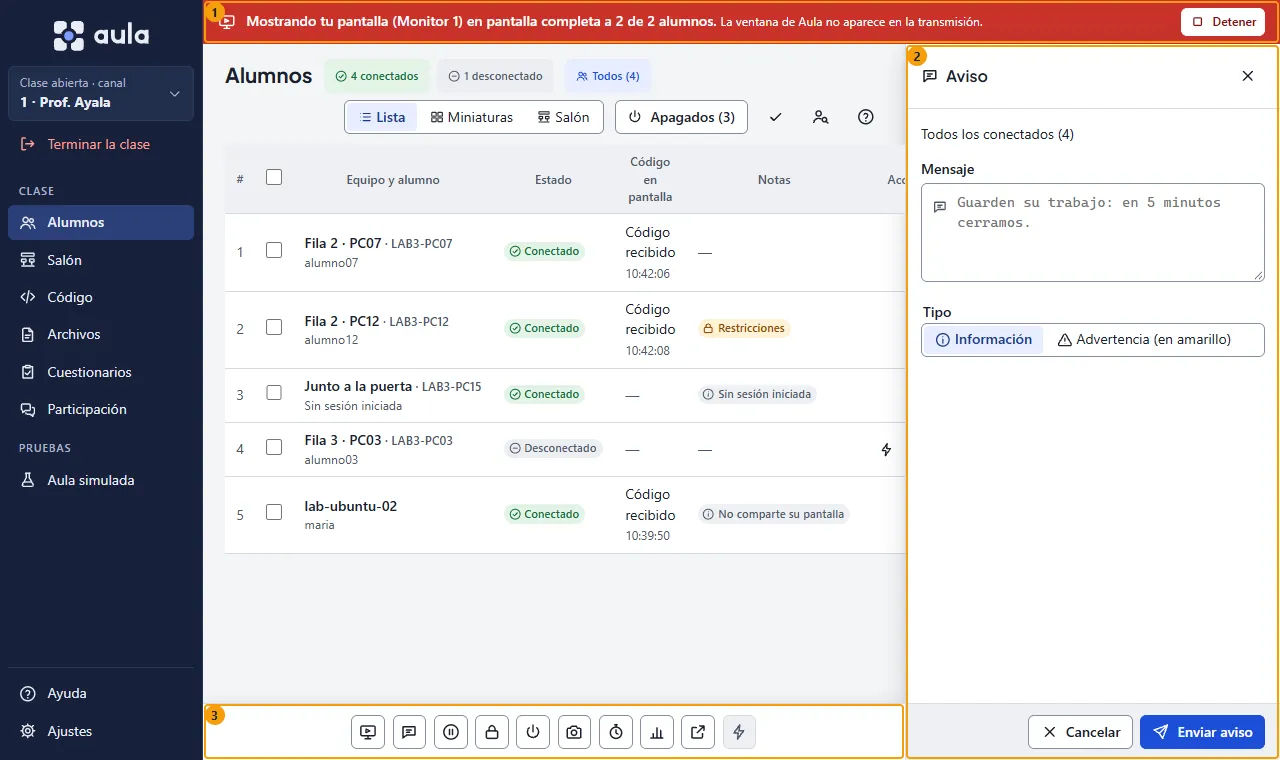 aula
Clase abierta · canal
1 · Prof. Ayala
Terminar la clase
CLASE
Alumnos
Salón
Código
Archivos
Cuestionarios
Participación
PRUEBAS
Aula simulada
Ayuda
Ajustes
1
Mostrando tu pantalla (Monitor 1) en pantalla completa a 2 de 2 alumnos. La ventana de Aula no aparece en la transmisión.
Detener
Alumnos
4 conectados
1 desconectado
Todos (4)
Lista
Miniaturas
Salón
Apagados (3)
# Equipo y alumno Estado Código en pantalla Notas Acc
1 Fila 2 · PC07 · LAB3-PC07
alumno07
Conectado
Código
recibido
10:42:06
—
2 Fila 2 · PC12 · LAB3-PC12
alumno12
Conectado
Código
recibido
10:42:08
Restricciones
3 Junto a la puerta · LAB3-PC15
Sin sesión iniciada
Conectado
—
Sin sesión iniciada
4 Fila 3 · PC03 · LAB3-PC03
alumno03
Desconectado
—
—
5 lab-ubuntu-02
maria
Conectado
Código
recibido
10:39:50
No comparte su pantalla
3
2
Aviso
Todos los conectados (4)
Mensaje
Guarden su trabajo: en 5 minutos
cerramos.
Tipo
Información
Advertencia (en amarillo)
Cancelar
Enviar aviso